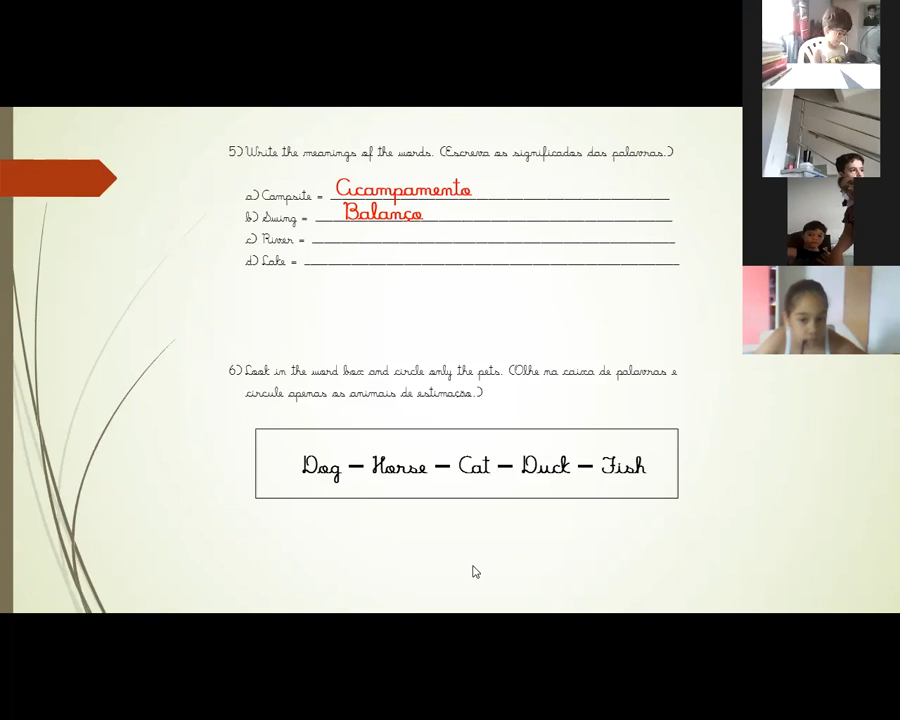 5) Write the meanings of the words. (Escreva os significados das palavras.)
a) Campsite = Acampamento
b) Swing = Balanço
c) River =
d) Lake =
6) Look in the word box and circle only the pets. (Olhe na caixa de palavras e
circule apenas os animais de estimação.)
Dog – Horse – Cat – Duck – Fish